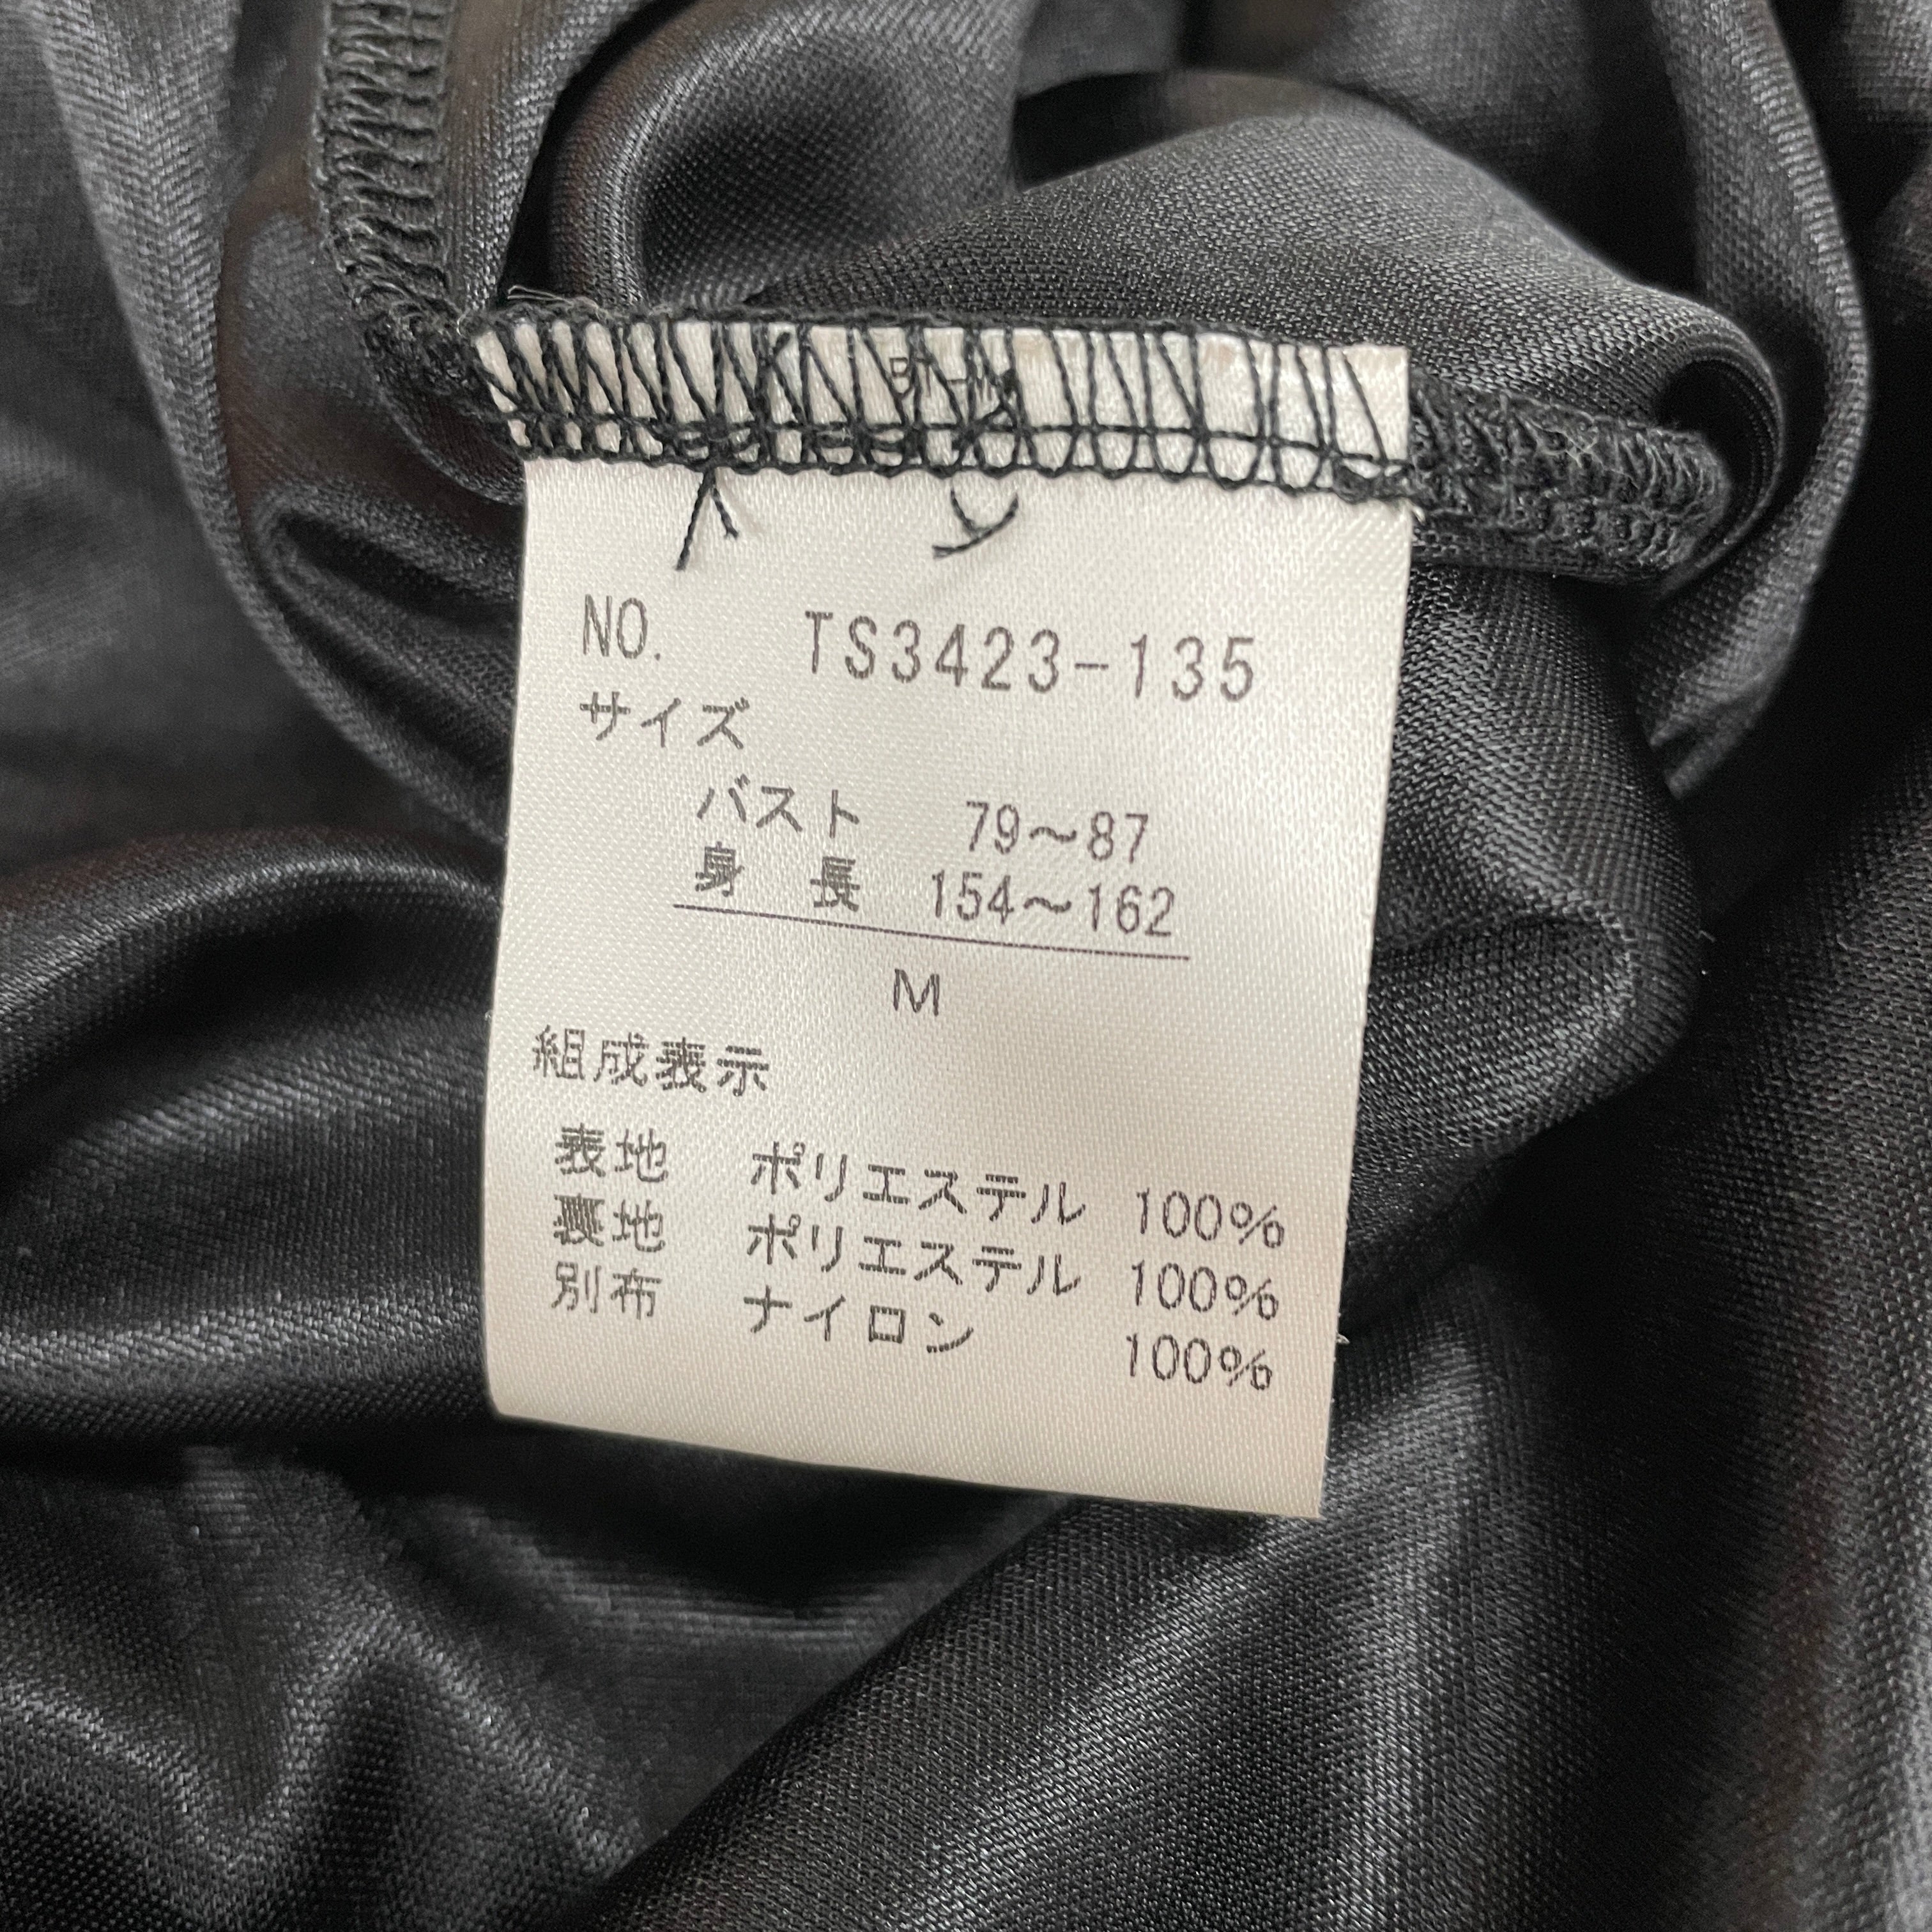 NO. TS3423-135
サイズ
バスト 79～87
身長 154～162
M
組成表示
表地 ポリエステル 100%
裏地 ポリエステル 100%
別布 ナイロン 100%